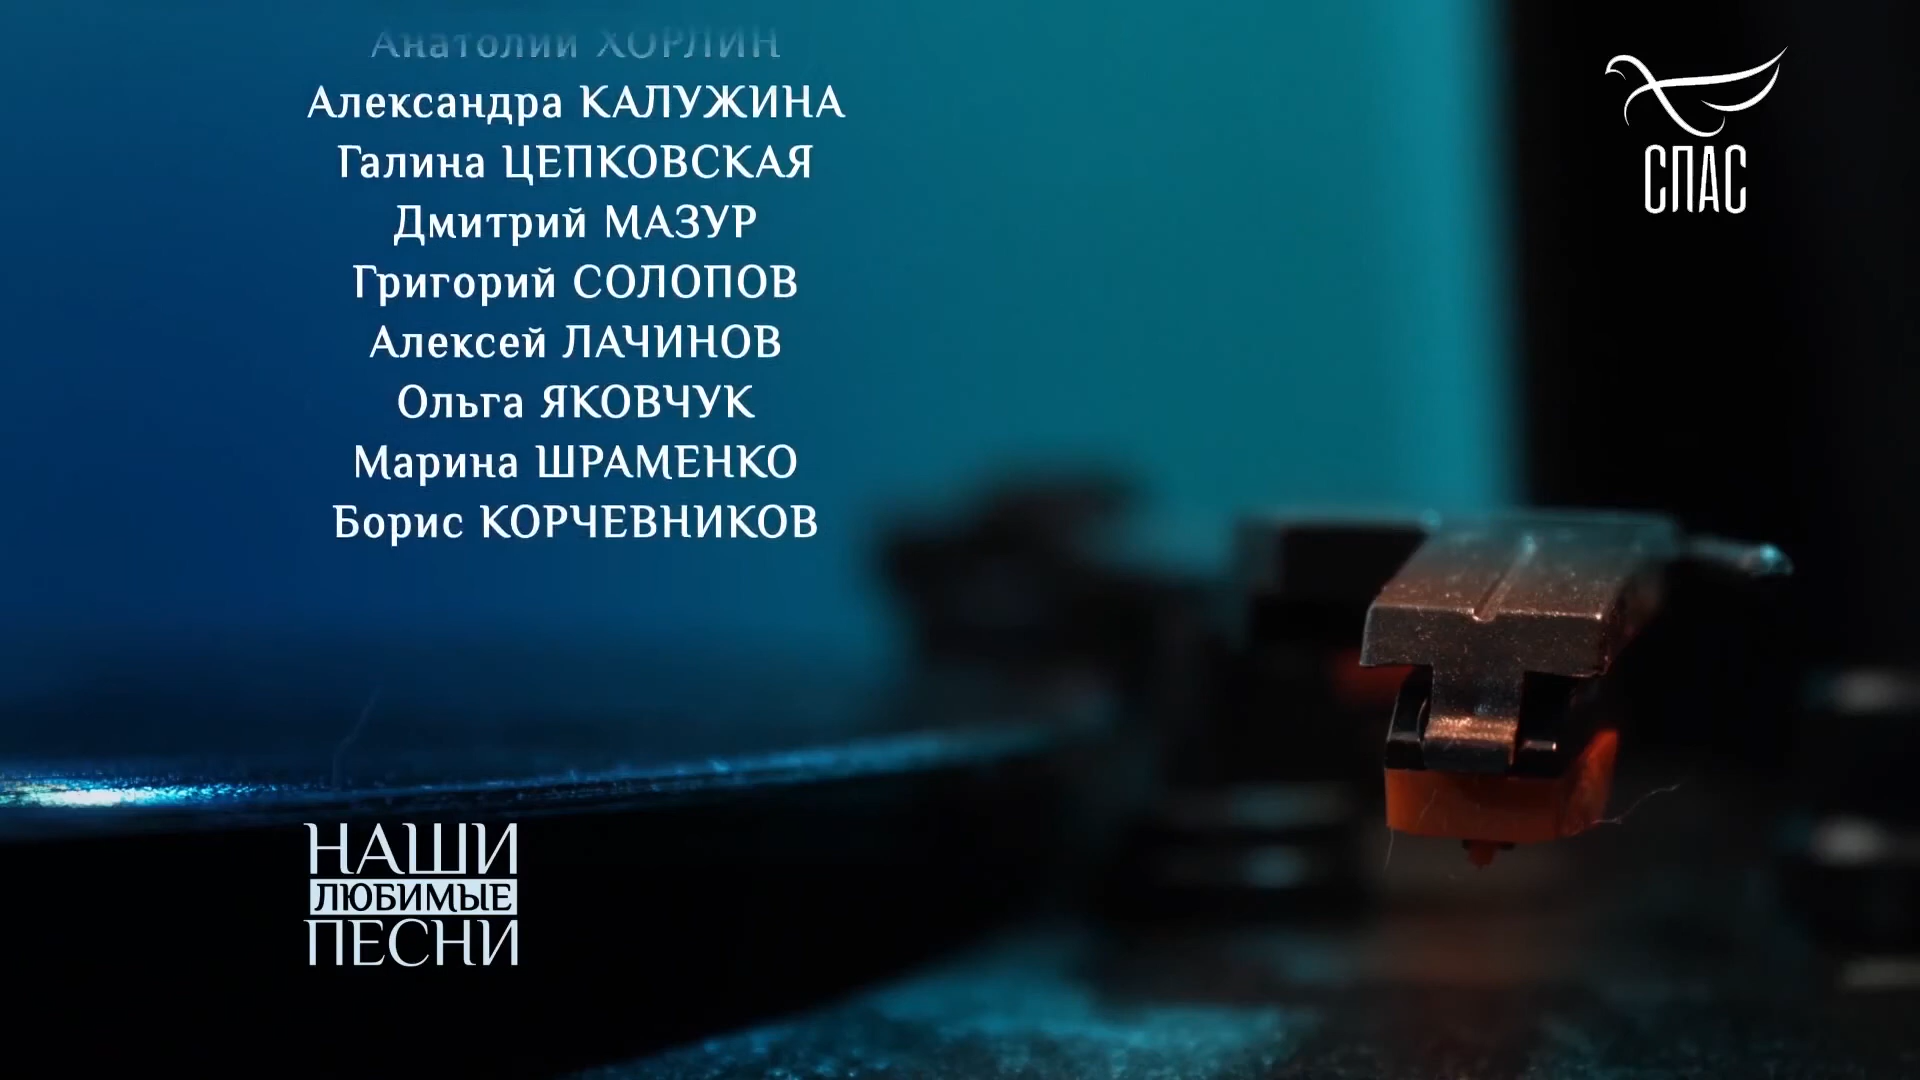 Анатолий ХОРЛИН
Александра КАЛУЖИНА
Галина ЦЕПКОВСКАЯ
Дмитрий МАЗУР
Григорий СОЛОПОВ
Алексей ЛАЧИНОВ
Ольга ЯКОВЧУК
Марина ШРАМЕНКО
Борис КОРЧЕВНИКОВ
СПАС
НАШИ
ЛЮБИМЫЕ
ПЕСНИ